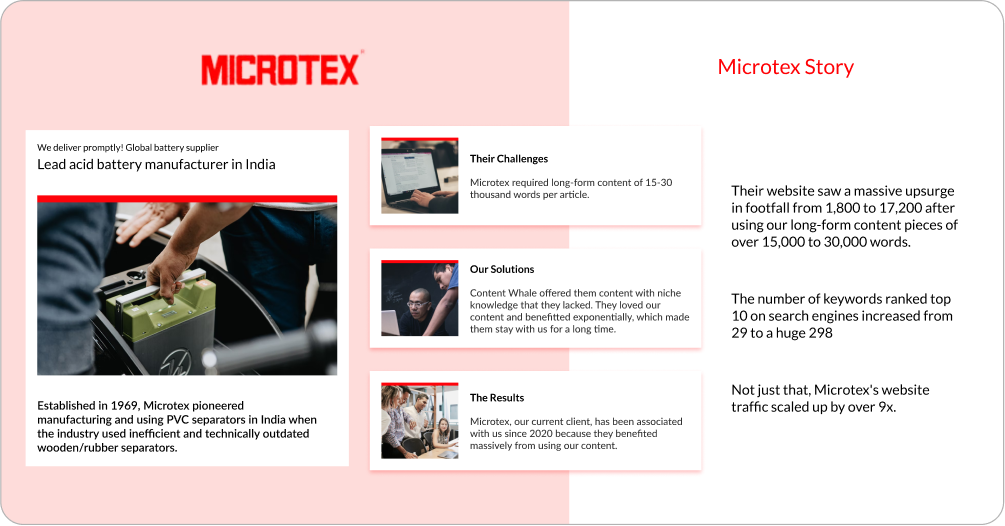 MICROTEX
Microtex Story
We deliver promptly! Global battery supplier
Lead acid battery manufacturer in India
Established in 1969, Microtex pioneered
manufacturing and using PVC separators in India when
the industry used inefficient and technically outdated
wooden/rubber separators.
Their Challenges
Microtex required long-form content of 15-30
thousand words per article.
Our Solutions
Content Whale offered them content with niche
knowledge that they lacked. They loved our
content and benefitted exponentially, which made
them stay with us for a long time.
The Results
Microtex, our current client, has been associated
with us since 2020 because they benefited
massively from using our content.
Their website saw a massive upsurge
in footfall from 1,800 to 17,200 after
using our long-form content pieces of
over 15,000 to 30,000 words.
The number of keywords ranked top
10 on search engines increased from
29 to a huge 298
Not just that, Microtex's website
traffic scaled up by over 9x.